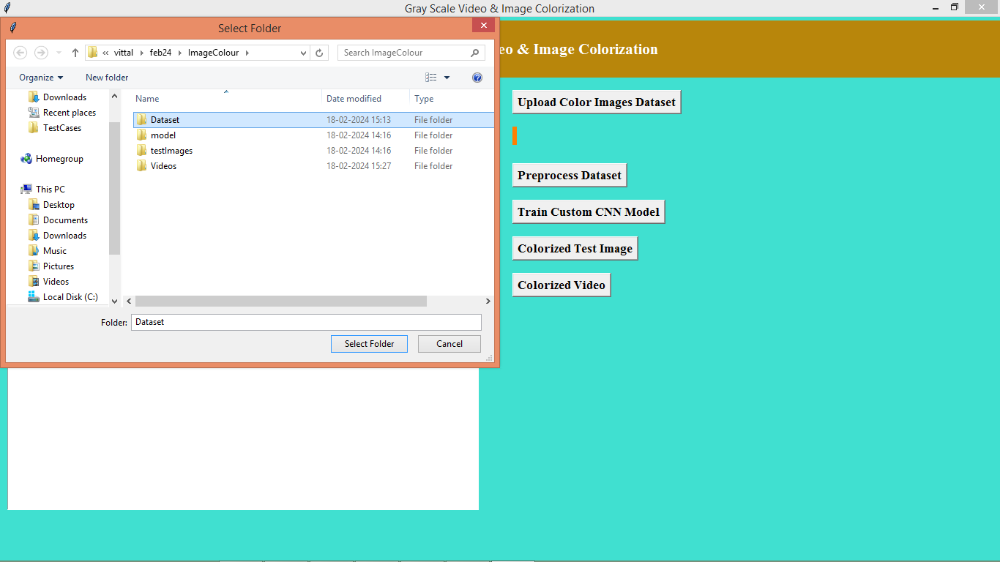 Gray Scale Video & Image Colorization
Select Folder
« vittal feb24 ImageColour
Search ImageColour
Organize New folder
Name Date modified Type
Downloads
Recent places
TestCases
Homegroup
This PC
Desktop
Documents
Downloads
Music
Pictures
Videos
Local Disk (C:)
Dataset 18-02-2024 15:13 File folder
model 18-02-2024 14:16 File folder
testImages 18-02-2024 14:16 File folder
Videos 18-02-2024 15:27 File folder
Folder: Dataset
Select Folder Cancel
eo & Image Colorization
Upload Color Images Dataset
Preprocess Dataset
Train Custom CNN Model
Colorized Test Image
Colorized Video